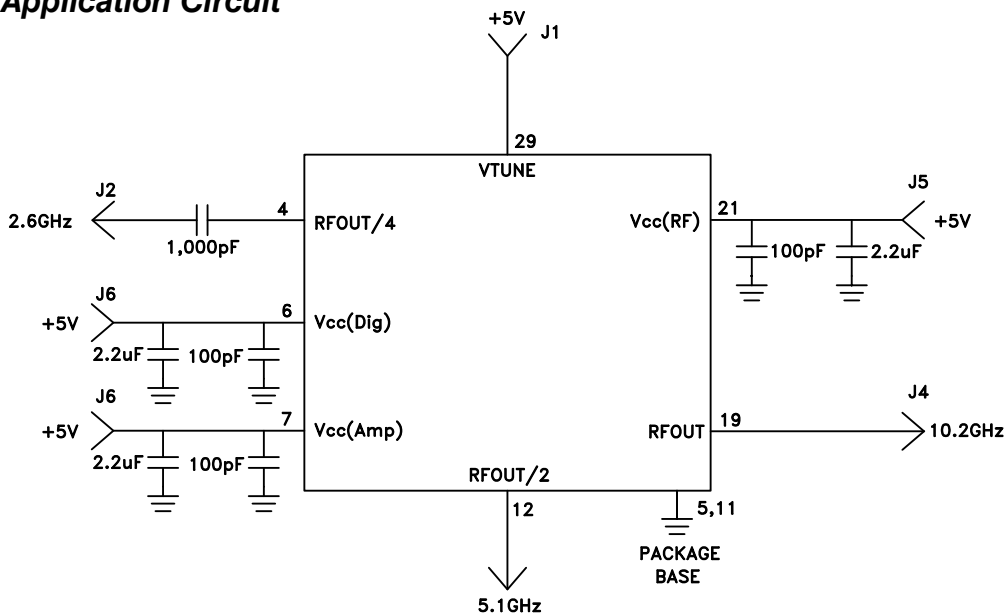 Application Circuit
+5V
J1
29
VTUNE
J2
2.6GHz
1,000pF
4
RFOUT/4
Vcc(RF)
21
J5
+5V
100pF
2.2uF
J6
+5V
6
Vcc(Dig)
2.2uF
100pF
J6
+5V
7
Vcc(Amp)
2.2uF
100pF
RFOUT
19
J4
10.2GHz
RFOUT/2
12
5.1GHz
5,11
PACKAGE
BASE